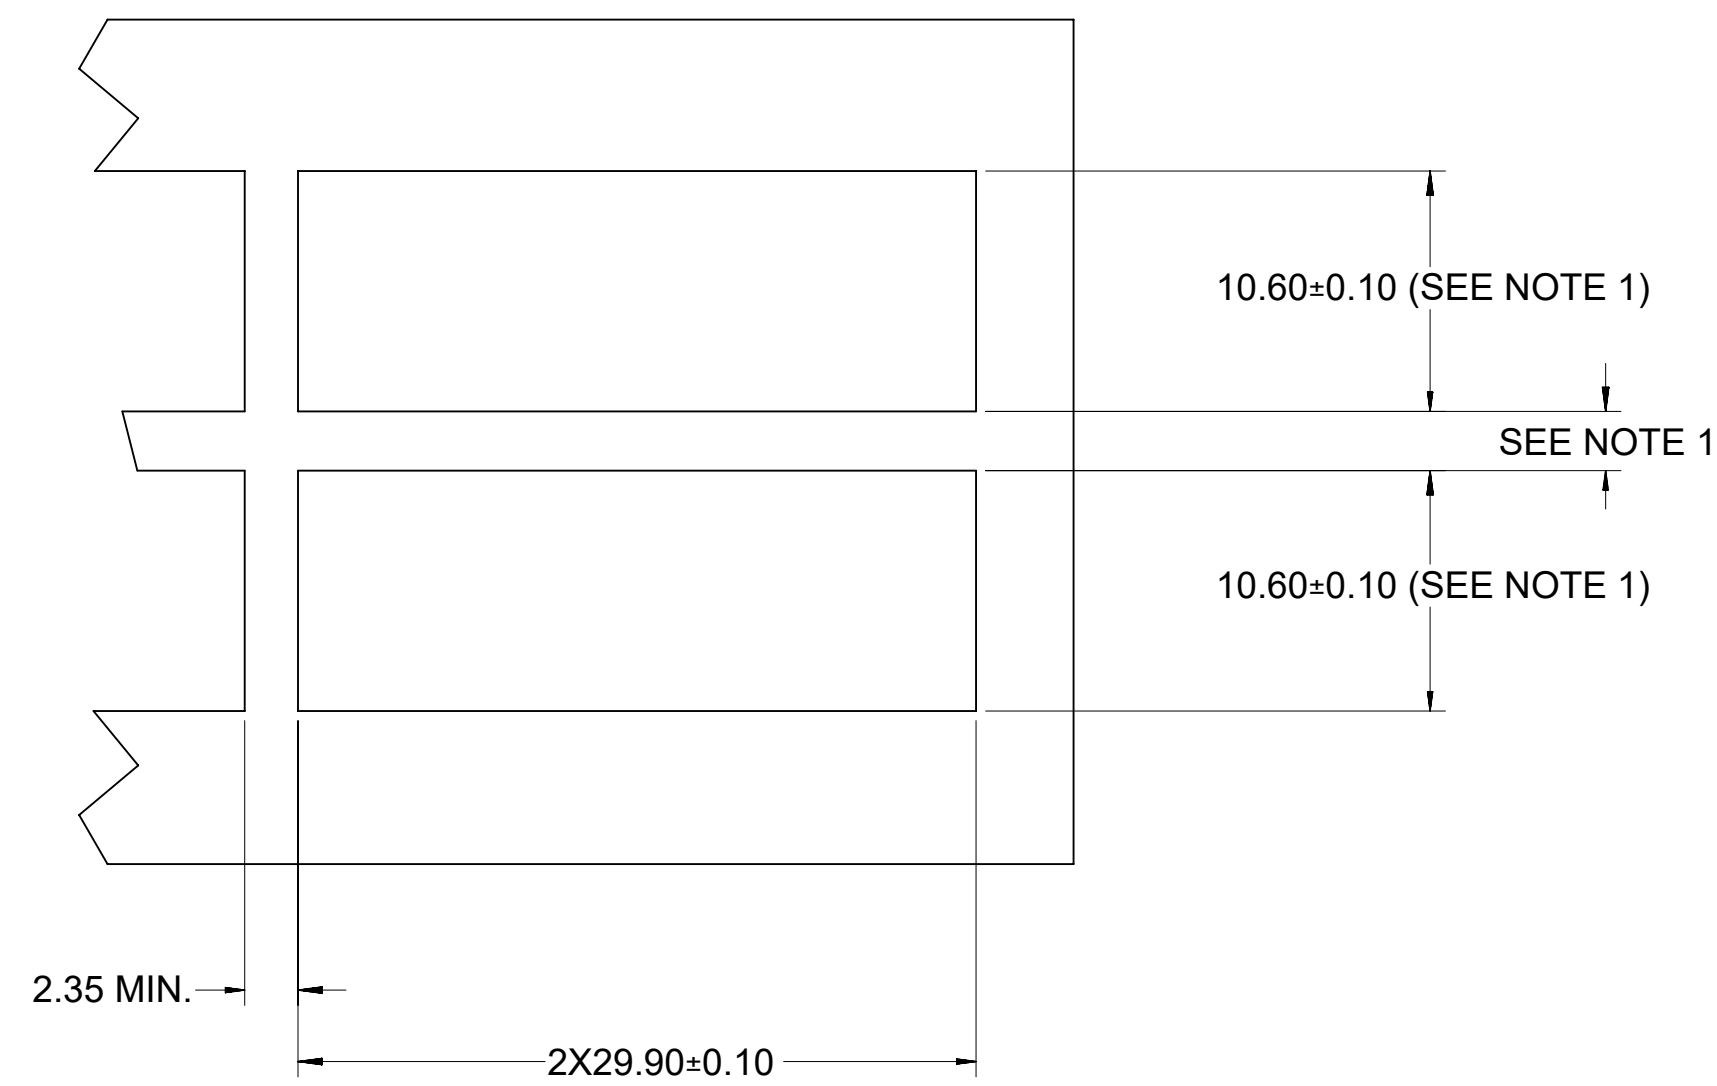 10.60±0.10 (SEE NOTE 1)
SEE NOTE 1
10.60±0.10 (SEE NOTE 1)
2.35 MIN.
2X29.90±0.10